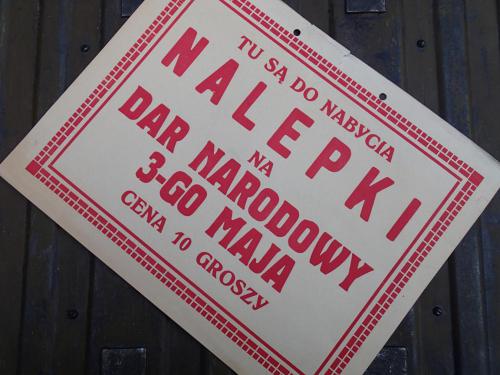 TU SĄ DO NABYCIA
NALEPKI
NA
DAR NARODOWY
3-GO MAJA
CENA 10 GROSZY